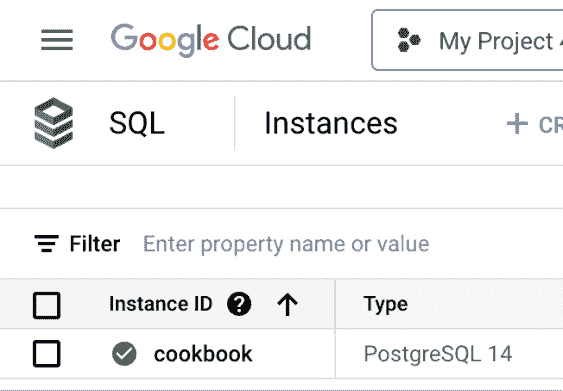 Google Cloud My Project
SQL Instances + CR
Filter Enter property name or value
Instance ID ? ↑ Type
cookbook PostgreSQL 14